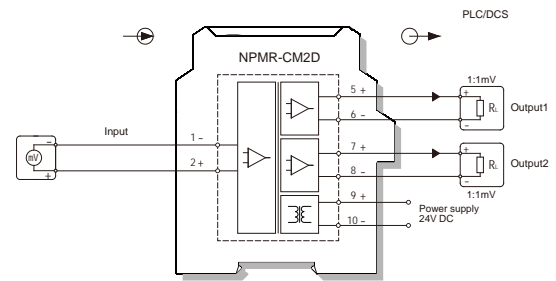 PLC/DCS
NPMR-CM2D
1:1mV
5 +
+
RL
Output1
6 –
–
Input
1 –
–
mV
2 +
+
7 +
+
RL
Output2
8 –
–
1:1mV
9 +
Power supply
24V DC
10 –